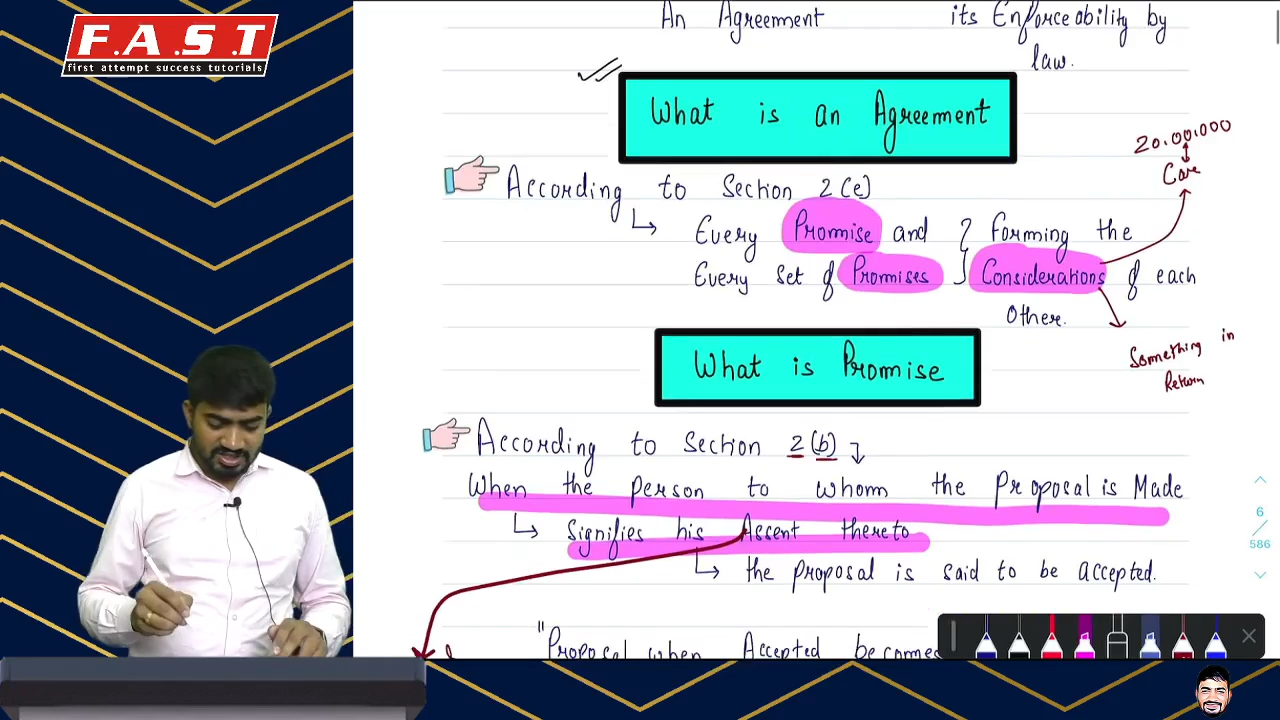 F.A.S.T
first attempt success tutorials
An Agreement its Enforceability by
law.
What is an Agreement
20.00.000
Car
According to Section 2(e)
Every Promise and } Forming the
Every set of Promises } Considerations of each
Other.
Something in
Return
What is Promise
According to Section 2(b)
When the person to whom the Proposal is Made
Signifies his Assent thereto
the proposal is said to be accepted.
"Proposal when Accepted becomes
6
586